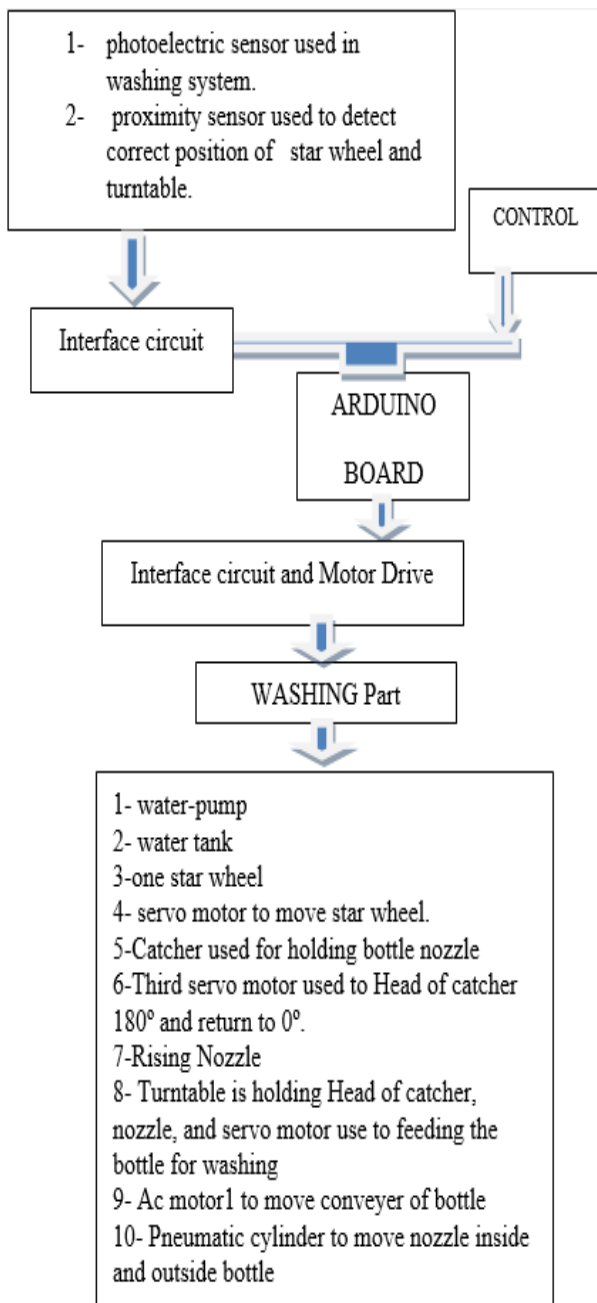 1- photoelectric sensor used in
washing system.
2- proximity sensor used to detect
correct position of star wheel and
turntable.
CONTROL
Interface circuit
ARDUINO
BOARD
Interface circuit and Motor Drive
WASHING Part
1- water-pump
2- water tank
3-one star wheel
4- servo motor to move star wheel.
5-Catcher used for holding bottle nozzle
6-Third servo motor used to Head of catcher
180º and return to 0º.
7-Rising Nozzle
8- Turntable is holding Head of catcher,
nozzle, and servo motor use to feeding the
bottle for washing
9- Ac motor1 to move conveyer of bottle
10- Pneumatic cylinder to move nozzle inside
and outside bottle